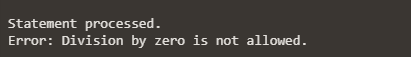 Statement processed.
Error: Division by zero is not allowed.